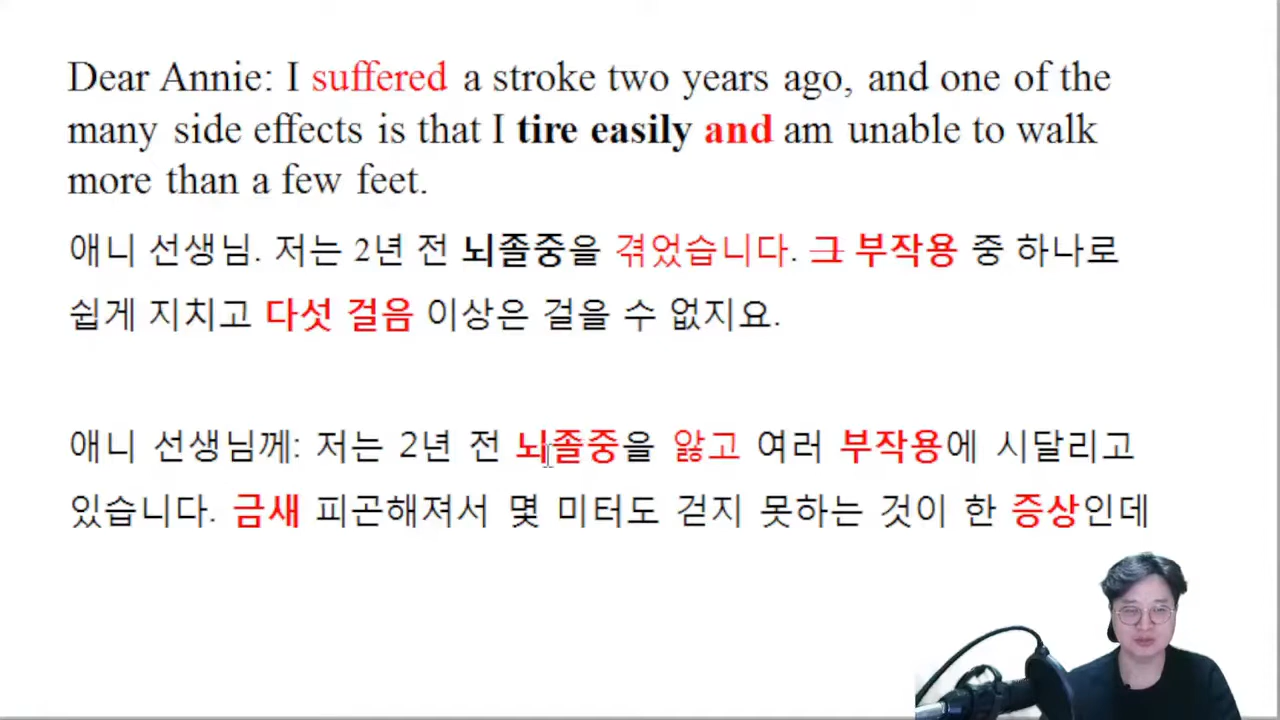 Dear Annie: I suffered a stroke two years ago, and one of the
many side effects is that I tire easily and am unable to walk
more than a few feet.
애니 선생님. 저는 2년 전 뇌졸중을 겪었습니다. 그 부작용 중 하나로
쉽게 지치고 다섯 걸음 이상은 걸을 수 없지요.
애니 선생님께: 저는 2년 전 뇌졸중을 앓고 여러 부작용에 시달리고
있습니다. 금새 피곤해져서 몇 미터도 걷지 못하는 것이 한 증상인데